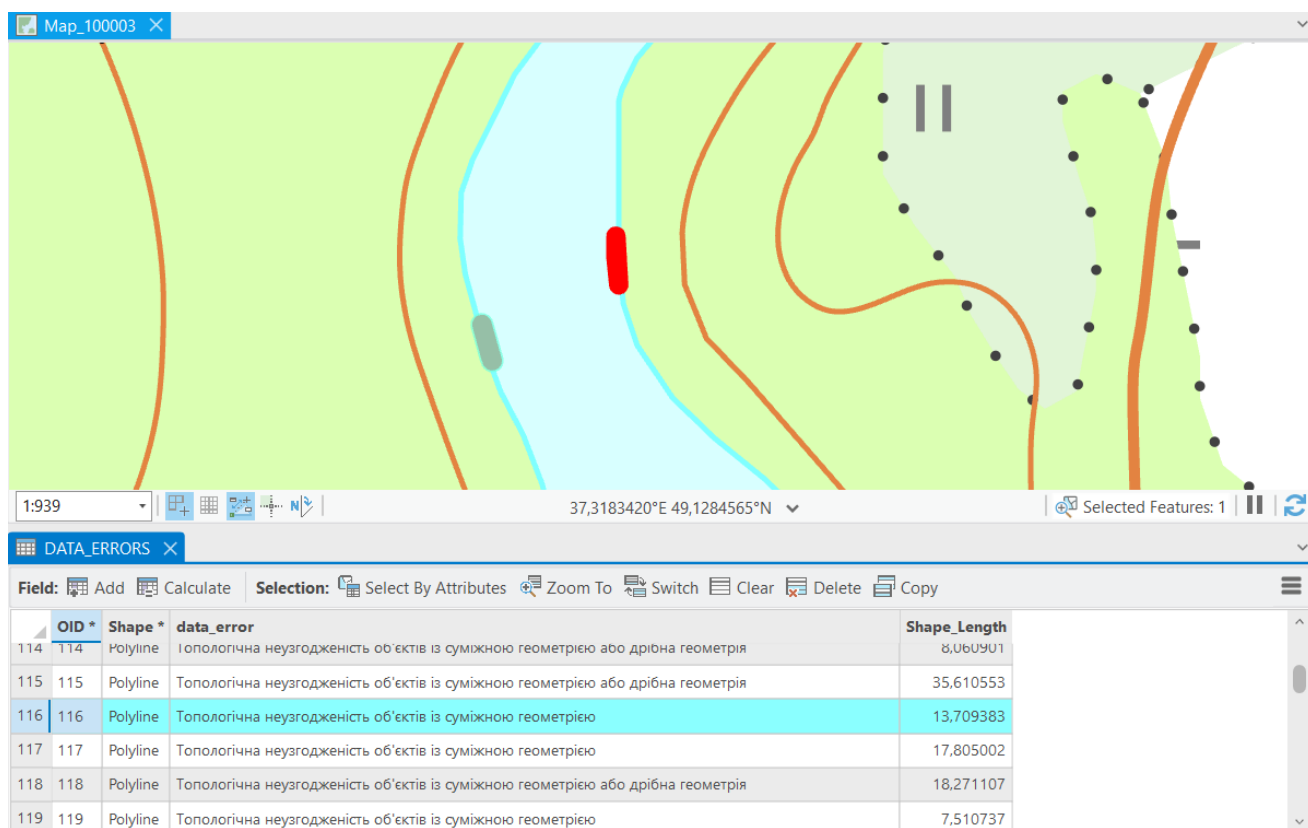 Map_100003
1:939 37,3183420°E 49,1284565°N Selected Features: 1
DATA_ERRORS
Field: Add Calculate Selection: Select By Attributes Zoom To Switch Clear Delete Copy
OID * Shape * data_error Shape_Length
114 114 Polyline Топологічна неузгодженість об'єктів із суміжною геометрією або дрібна геометрія 8,060901
115 115 Polyline Топологічна неузгодженість об'єктів із суміжною геометрією або дрібна геометрія 35,610553
116 116 Polyline Топологічна неузгодженість об'єктів із суміжною геометрією 13,709383
117 117 Polyline Топологічна неузгодженість об'єктів із суміжною геометрією 17,805002
118 118 Polyline Топологічна неузгодженість об'єктів із суміжною геометрією або дрібна геометрія 18,271107
119 119 Polyline Топологічна неузгодженість об'єктів із суміжною геометрією 7,510737